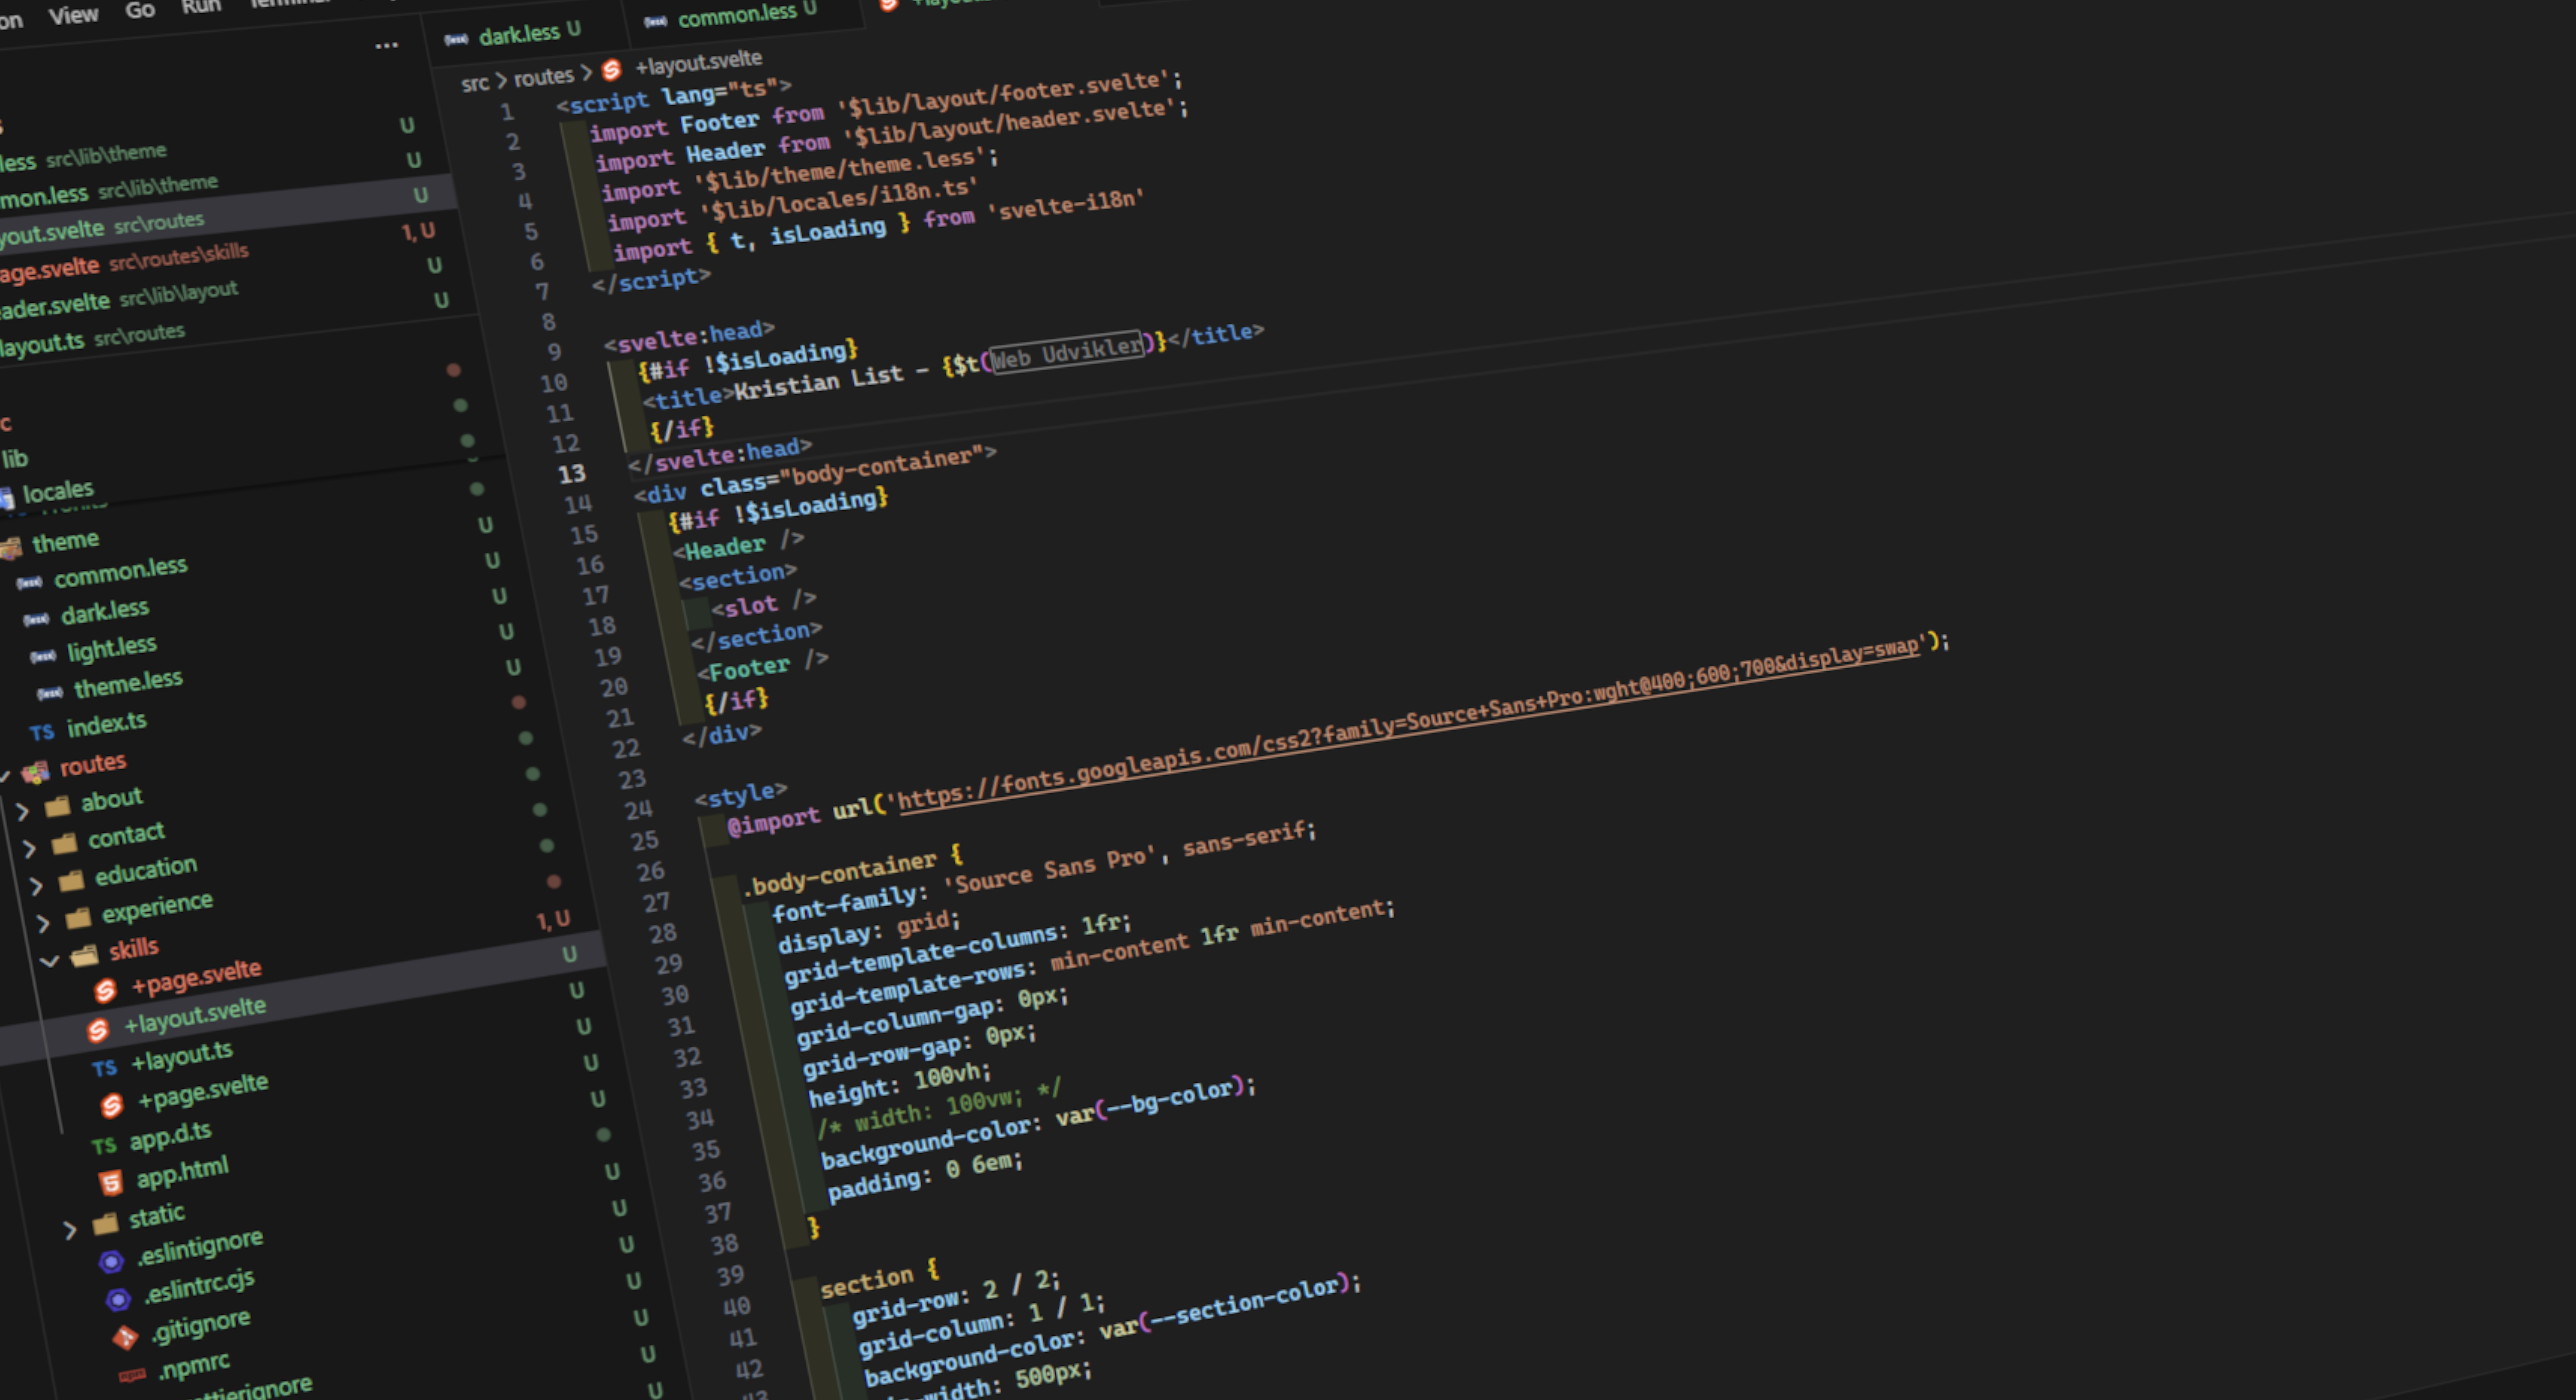 View Go Run
...
less src\lib\theme U
mon.less src\lib\theme U
yout.svelte src\routes U
age.svelte src\routes\skills 1, U
ader.svelte src\lib\layout U
layout.ts src\routes U
lib
locales
theme
common.less U
dark.less U
light.less U
theme.less U
TS index.ts
routes
about
contact
education
experience
skills
+page.svelte 1, U
+layout.svelte U
TS +layout.ts U
+page.svelte U
TS app.d.ts U
app.html U
static
.eslintignore U
.eslintrc.cjs U
.gitignore U
.npmrc U
dark.less U
common.less U
src > routes > +layout.svelte
1 <script lang="ts">
2 import Footer from '$lib/layout/footer.svelte';
3 import Header from '$lib/layout/header.svelte';
4 import '$lib/theme/theme.less';
5 import '$lib/locales/i18n.ts'
6 import { t, isLoading } from 'svelte-i18n'
7 </script>
8
9 <svelte:head>
10 {#if !$isLoading}
11 <title>Kristian List - {$t(Web Udvikler)}</title>
12 {/if}
13 </svelte:head>
14 <div class="body-container">
15 {#if !$isLoading}
16 <Header />
17 <section>
18 <slot />
19 </section>
20 <Footer />
21 {/if}
22 </div>
23
24 <style>
25 @import url('https://fonts.googleapis.com/css2?family=Source+Sans+Pro:wght@400;600;700&display=swap');
26
27 .body-container {
28 font-family: 'Source Sans Pro', sans-serif;
29 display: grid;
30 grid-template-columns: 1fr;
31 grid-template-rows: min-content 1fr min-content;
32 grid-column-gap: 0px;
33 grid-row-gap: 0px;
34 height: 100vh;
35 /* width: 100vw; */
36 background-color: var(--bg-color);
37 padding: 0 6em;
38 }
39
40 section {
41 grid-row: 2 / 2;
42 grid-column: 1 / 1;
43 background-color: var(--section-color);
width: 500px;